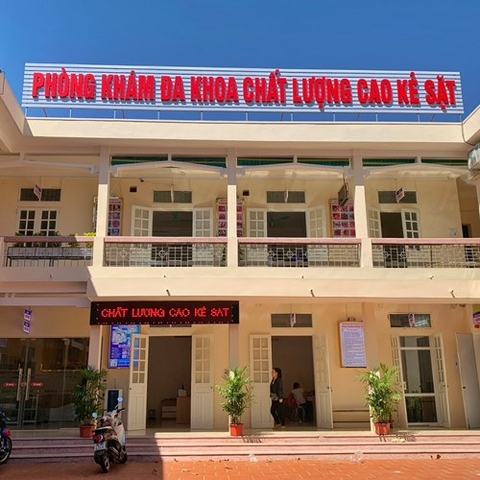 PHÒNG KHÁM ĐA KHOA CHẤT LƯỢNG CAO KẺ SẶT
CHẤT LƯỢNG CAO KẺ SẶT